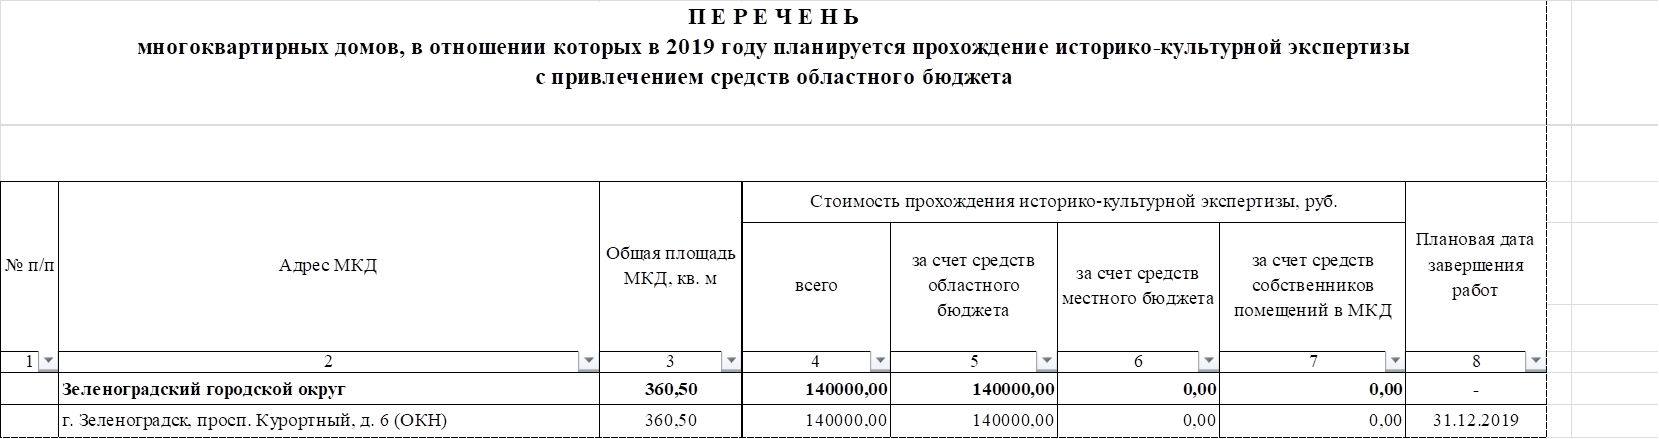 П Е Р Е Ч Е Н Ь
многоквартирных домов, в отношении которых в 2019 году планируется прохождение историко-культурной экспертизы
с привлечением средств областного бюджета
№ п/п
Адрес МКД
Общая площадь
МКД, кв. м
Стоимость прохождения историко-культурной экспертизы, руб.
всего
за счет средств
областного
бюджета
за счет средств
местного бюджета
за счет средств
собственников
помещений в МКД
Плановая дата
завершения
работ
1 2 3 4 5 6 7 8
Зеленоградский городской округ 360,50 140000,00 140000,00 0,00 0,00 -
г. Зеленоградск, просп. Курортный, д. 6 (ОКН) 360,50 140000,00 140000,00 0,00 0,00 31.12.2019